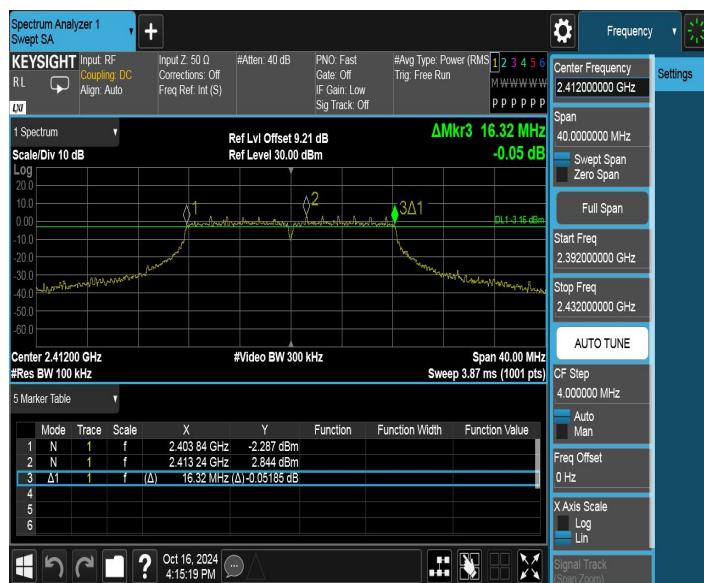 Spectrum Analyzer 1
Swept SA
+
Frequency
KEYSIGHT
RL
LXI
Input: RF
Coupling: DC
Align: Auto
Input Z: 50 Ω
Corrections: Off
Freq Ref: Int (S)
#Atten: 40 dB
PNO: Fast
Gate: Off
IF Gain: Low
Sig Track: Off
#Avg Type: Power (RMS
Trig: Free Run
1 2 3 4 5 6
M W W W W W
P P P P P P
1 Spectrum
Scale/Div 10 dB
Ref Lvl Offset 9.21 dB
Ref Level 30.00 dBm
ΔMkr3 16.32 MHz
-0.05 dB
Log
20.0
10.0
0.00
-10.0
-20.0
-30.0
-40.0
-50.0
-60.0
1
2
3Δ1
DL1 -3.16 dBm
Center 2.41200 GHz
#Res BW 100 kHz
#Video BW 300 kHz
Span 40.00 MHz
Sweep 3.87 ms (1001 pts)
5 Marker Table
Mode Trace Scale X Y Function Function Width Function Value
1 N 1 f 2.403 84 GHz -2.287 dBm
2 N 1 f 2.413 24 GHz 2.844 dBm
3 Δ1 1 f (Δ) 16.32 MHz (Δ) -0.05185 dB
4
5
6
Oct 16, 2024
4:15:19 PM
?
Settings
Center Frequency
2.412000000 GHz
Span
40.0000000 MHz
Swept Span
Zero Span
Full Span
Start Freq
2.392000000 GHz
Stop Freq
2.432000000 GHz
AUTO TUNE
CF Step
4.000000 MHz
Auto
Man
Freq Offset
0 Hz
X Axis Scale
Log
Lin
Signal Track
(Span Zoom)